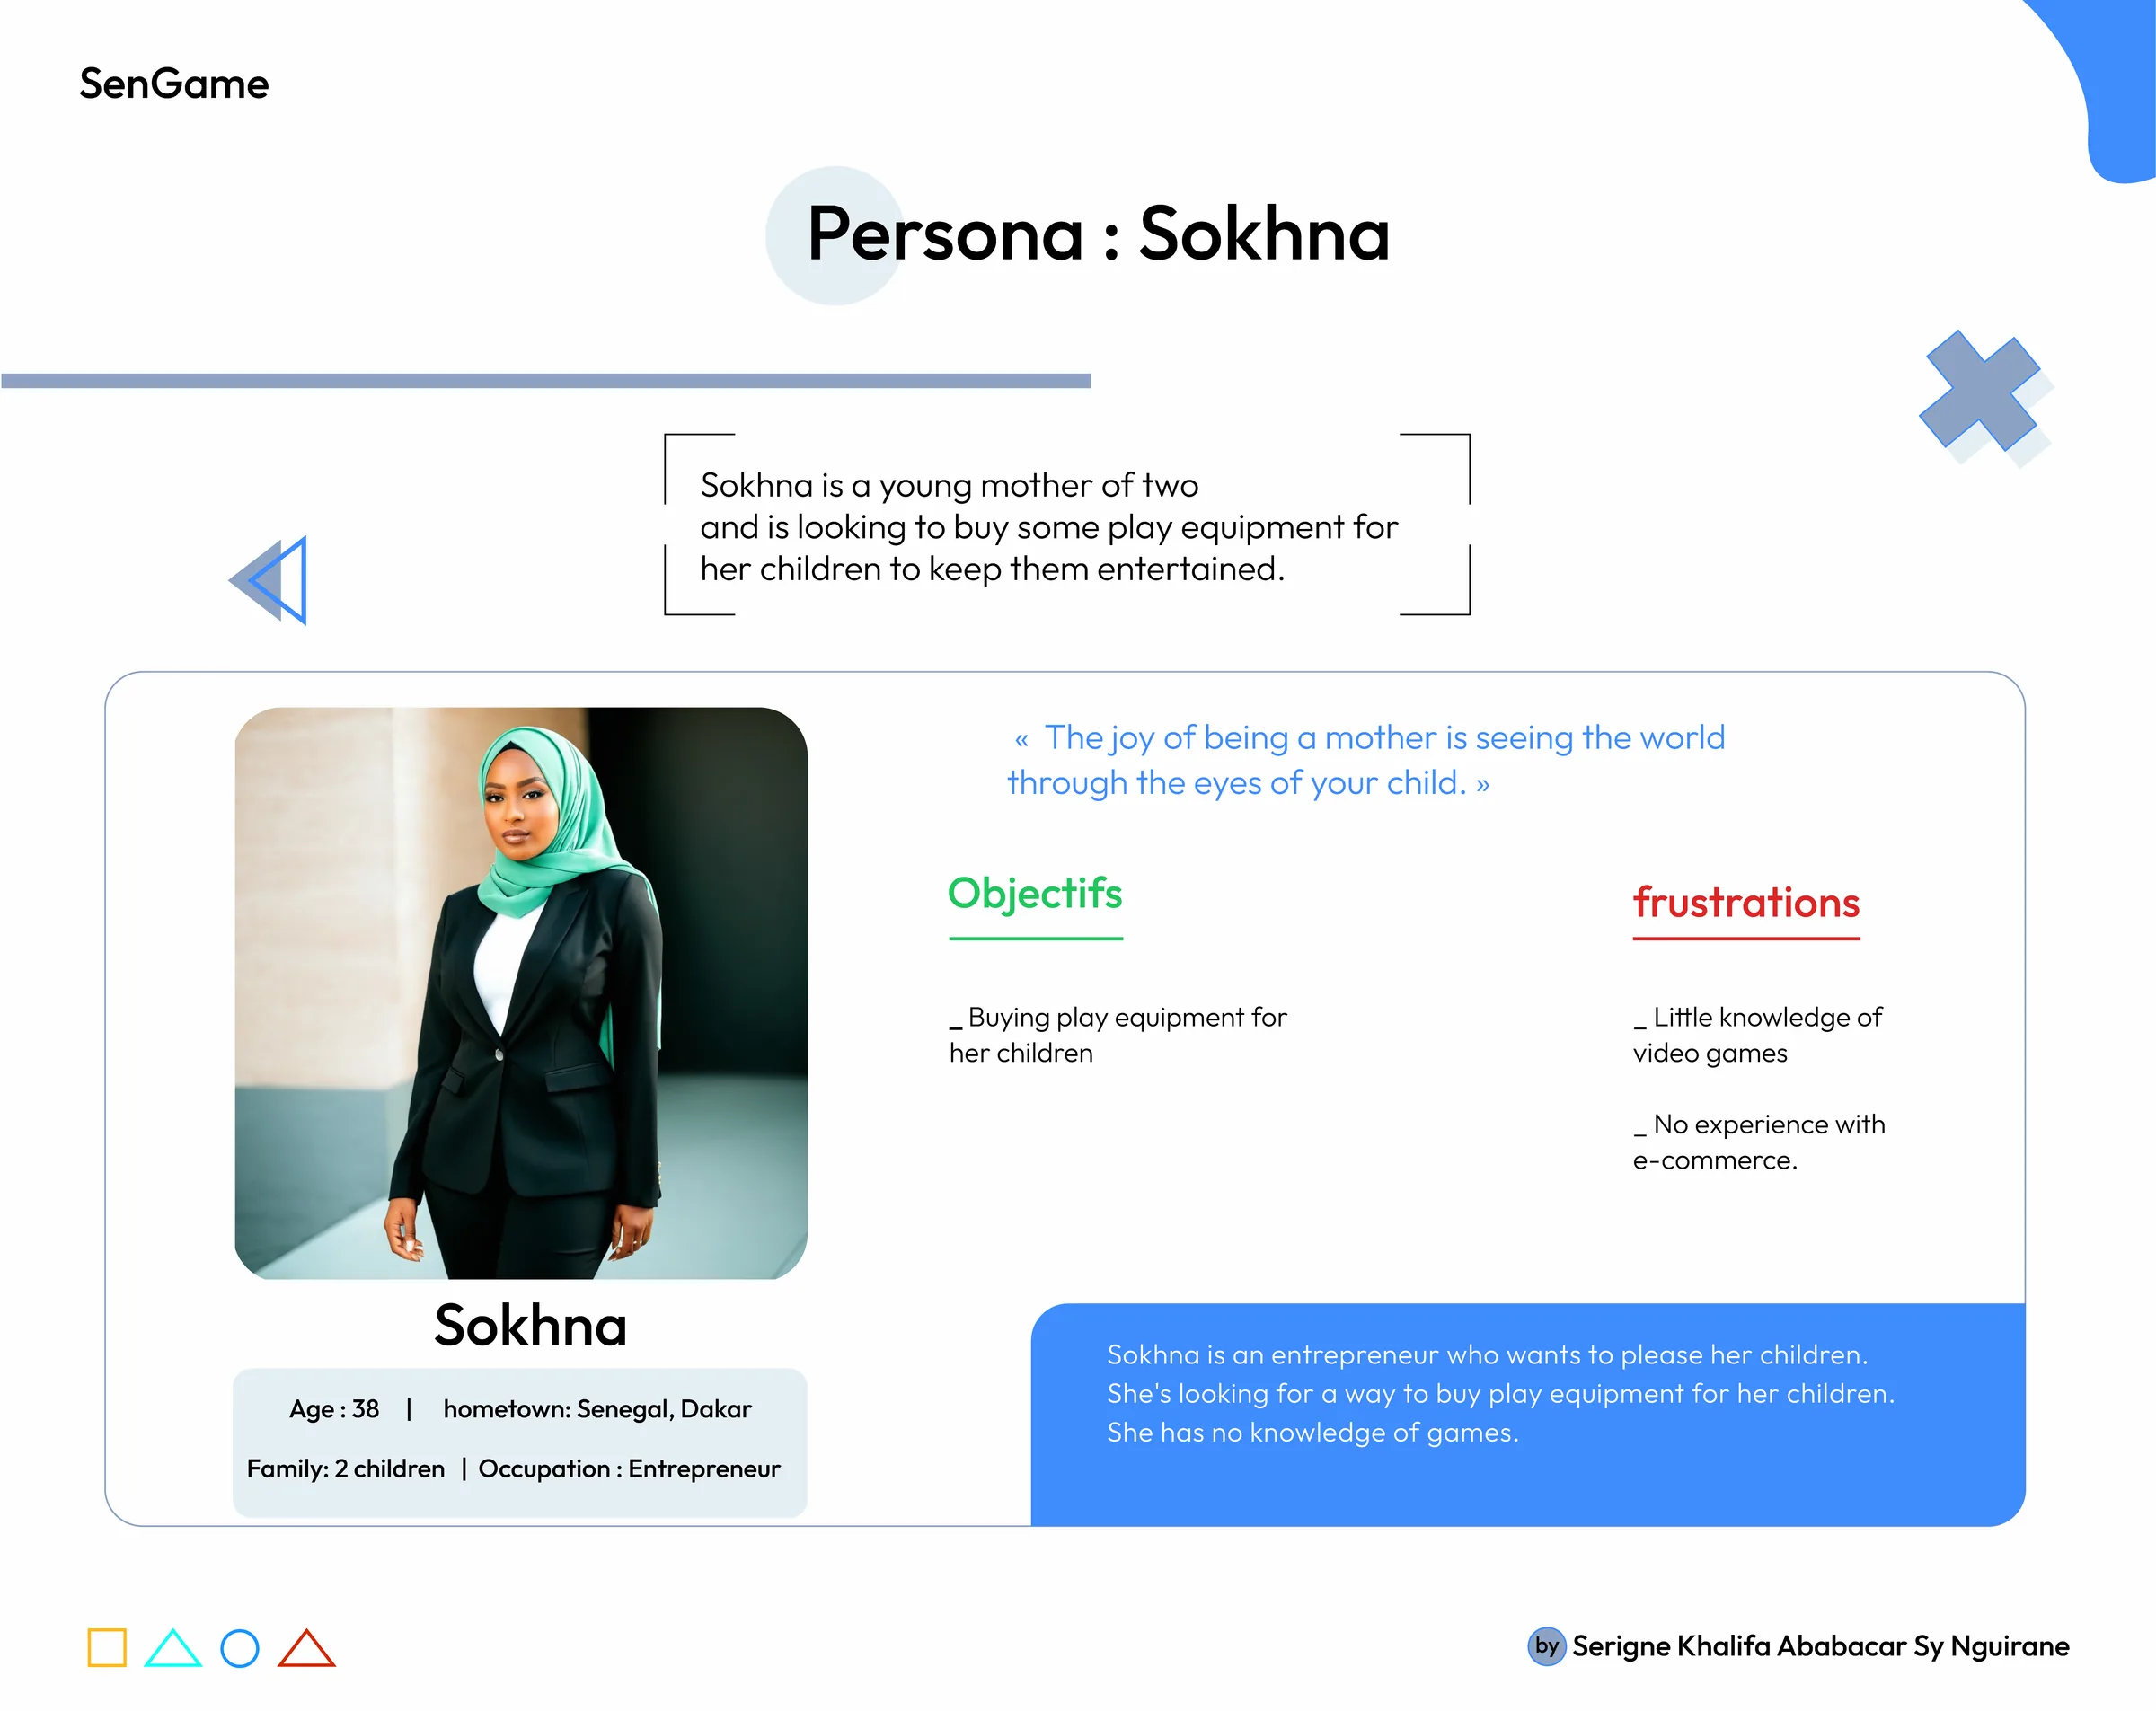 SenGame
Persona : Sokhna
Sokhna is a young mother of two
and is looking to buy some play equipment for
her children to keep them entertained.
«  The joy of being a mother is seeing the world
through the eyes of your child. »
Objectifs
_ Buying play equipment for
her children
frustrations
_ Little knowledge of
video games
_ No experience with
e-commerce.
Sokhna
Age : 38 | hometown: Senegal, Dakar
Family: 2 children | Occupation : Entrepreneur
Sokhna is an entrepreneur who wants to please her children.
She's looking for a way to buy play equipment for her children.
She has no knowledge of games.
by Serigne Khalifa Ababacar Sy Nguirane